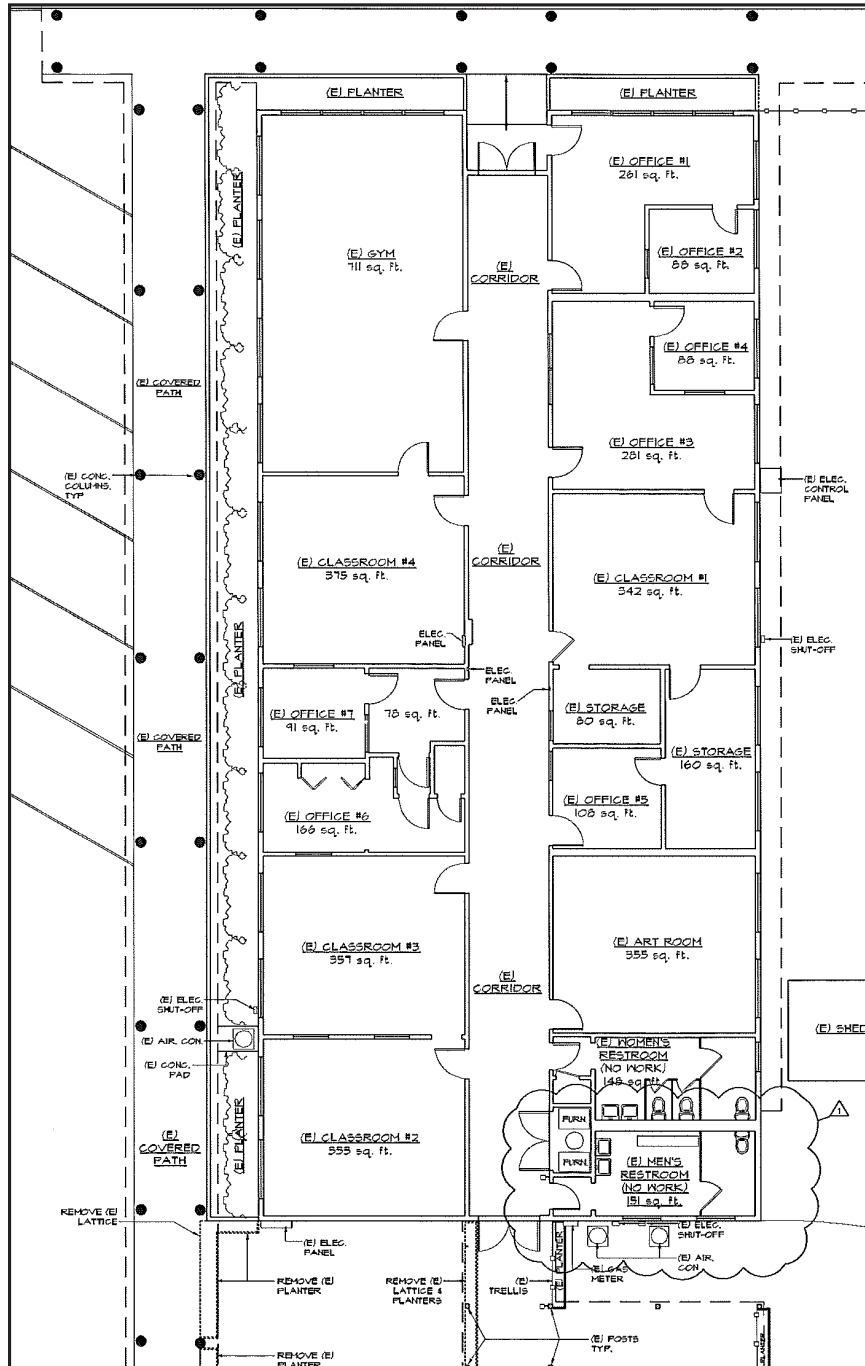 (E) PLANTER
(E) PLANTER
(E) OFFICE #1
261 sq. ft.
(E) PLANTER
(E) OFFICE #2
88 sq. ft.
(E) GYM
711 sq. ft.
(E)
CORRIDOR
(E) OFFICE #4
88 sq. ft.
(E) COVERED
PATH
(E) OFFICE #3
281 sq. ft.
(E) CONC.
COLUMNS,
TYP
(E) ELEC.
CONTROL
PANEL
(E) CLASSROOM #4
375 sq. ft.
(E)
CORRIDOR
(E) CLASSROOM #1
342 sq. ft.
(E) PLANTER
ELEC.
PANEL
(E) ELEC.
SHUT-OFF
ELEC.
PANEL
ELEC.
PANEL
(E) OFFICE #7
91 sq. ft.
78 sq. ft.
(E) STORAGE
80 sq. ft.
(E) COVERED
PATH
(E) STORAGE
160 sq. ft.
(E) OFFICE #6
166 sq. ft.
(E) OFFICE #5
108 sq. ft.
(E) CLASSROOM #3
357 sq. ft.
(E) ART ROOM
355 sq. ft.
(E)
CORRIDOR
(E) ELEC.
SHUT-OFF
(E) AIR. CON.
(E) CONC.
PAD
(E) SHED
(E) WOMEN'S
RESTROOM
(NO WORK)
148 sq. ft.
1
FURN.
FURN.
(E)
COVERED
PATH
(E) PLANTER
(E) CLASSROOM #2
355 sq. ft.
(E) MEN'S
RESTROOM
(NO WORK)
151 sq. ft.
REMOVE (E)
LATTICE
(E) ELEC.
PANEL
(E) ELEC.
SHUT-OFF
(E) AIR.
CON
(E) PLANTER
(E) GAS
METER
REMOVE (E)
PLANTER
REMOVE (E)
LATTICE &
PLANTERS
(E)
TRELLIS
(E) POSTS
TYP.
REMOVE (E)
PLANTER
PLANTER